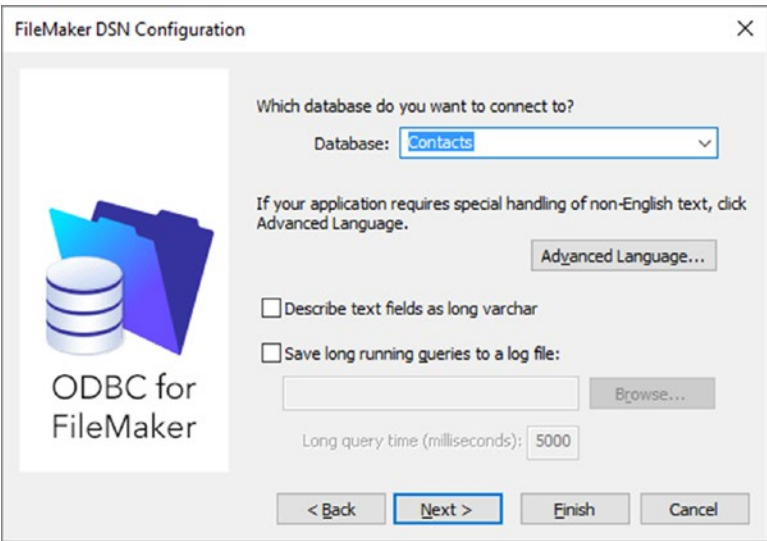 FileMaker DSN Configuration
Which database do you want to connect to?
Database: Contacts
If your application requires special handling of non-English text, click
Advanced Language.
Advanced Language...
Describe text fields as long varchar
Save long running queries to a log file:
Browse...
Long query time (milliseconds): 5000
ODBC for
FileMaker
< Back Next > Finish Cancel